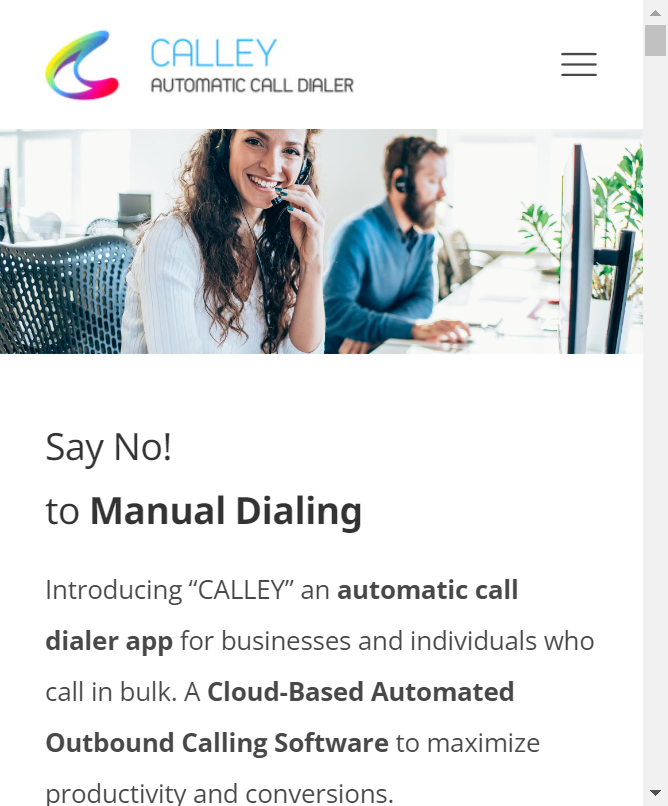 CALLEY
AUTOMATIC CALL DIALER
Say No!
to Manual Dialing
Introducing “CALLEY” an automatic call
dialer app for businesses and individuals who
call in bulk. A Cloud-Based Automated
Outbound Calling Software to maximize
productivity and conversions.